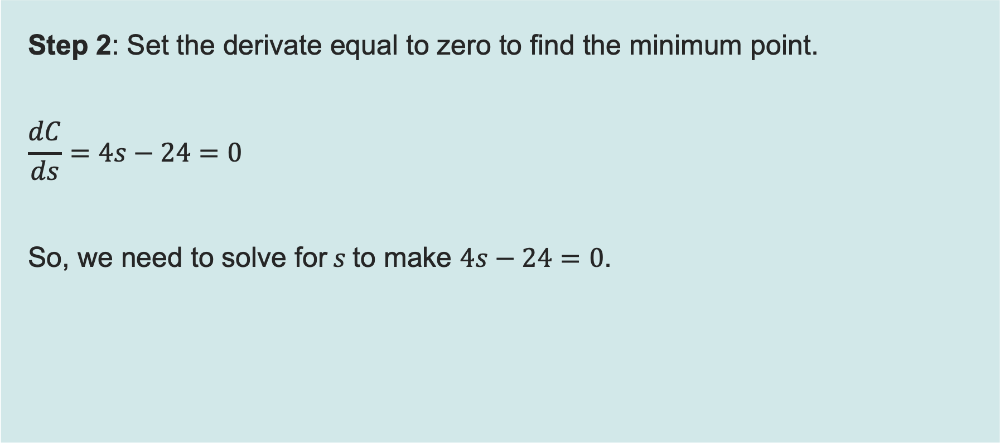 Step 2: Set the derivate equal to zero to find the minimum point.
dC/ds = 4s − 24 = 0
So, we need to solve for s to make 4s − 24 = 0.